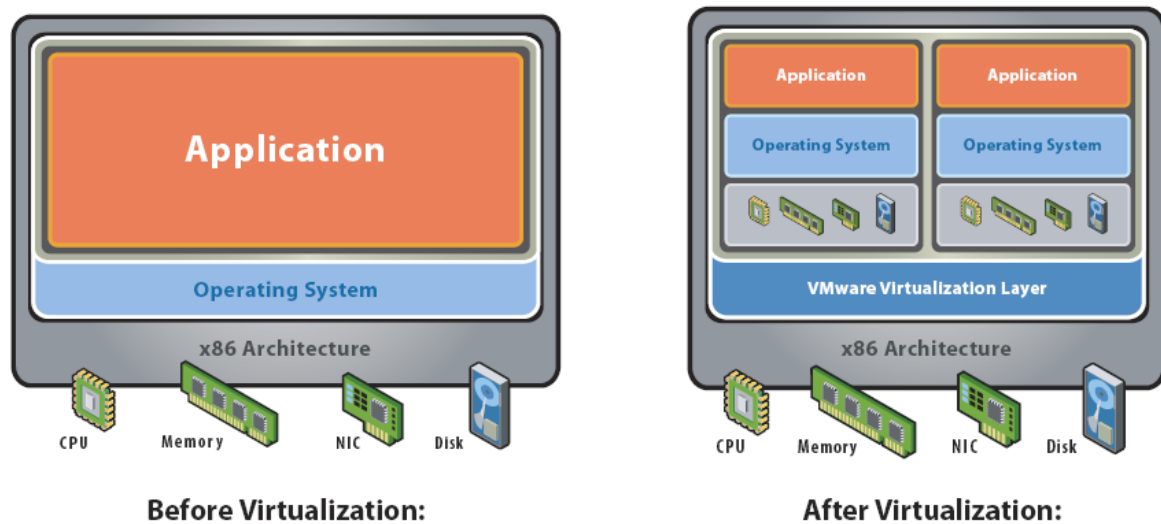 Application
Operating System
x86 Architecture
CPU
Memory
NIC
Disk
Before Virtualization:
Application
Application
Operating System
Operating System
VMware Virtualization Layer
x86 Architecture
CPU
Memory
NIC
Disk
After Virtualization: